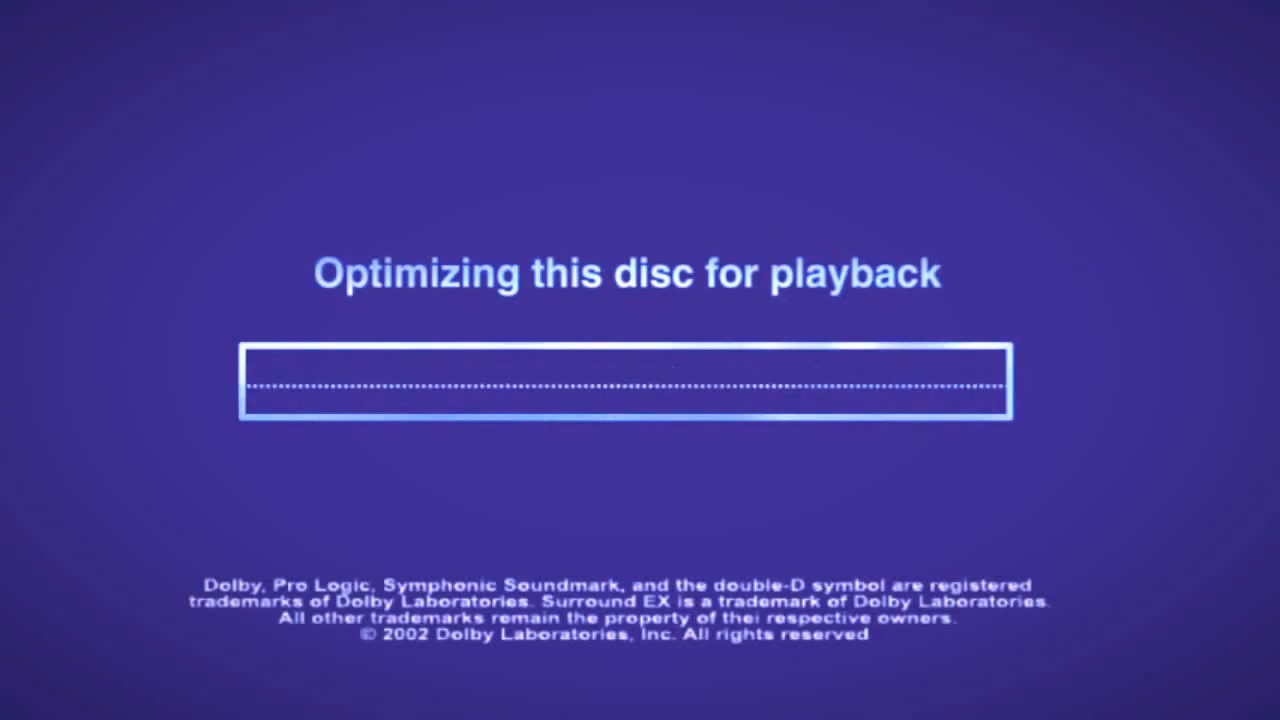 Optimizing this disc for playback
Dolby, Pro Logic, Symphonic Soundmark, and the double-D symbol are registered
trademarks of Dolby Laboratories. Surround EX is a trademark of Dolby Laboratories.
All other trademarks remain the property of thei respective owners.
© 2002 Dolby Laboratories, Inc. All rights reserved